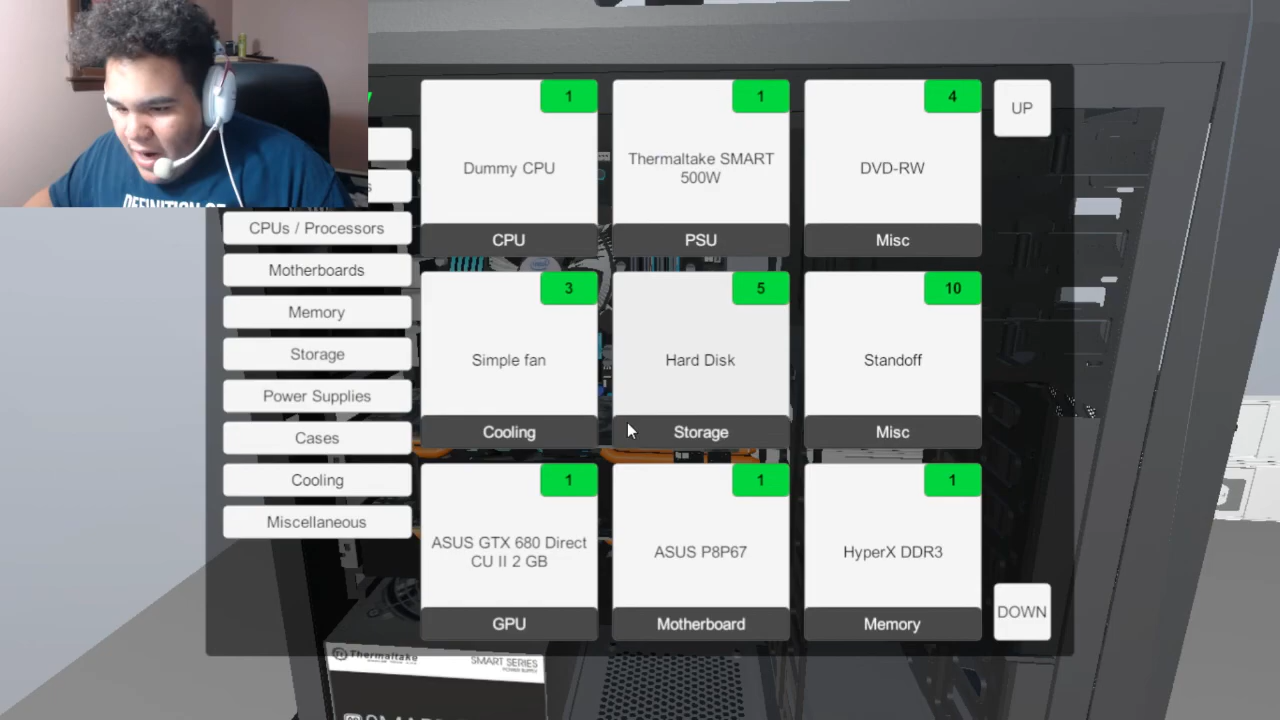 DEFINITION OF
CPUs / Processors
Motherboards
Memory
Storage
Power Supplies
Cases
Cooling
Miscellaneous
1
Dummy CPU
CPU
1
Thermaltake SMART
500W
PSU
4
DVD-RW
Misc
3
Simple fan
Cooling
5
Hard Disk
Storage
10
Standoff
Misc
1
ASUS GTX 680 Direct
CU II 2 GB
GPU
1
ASUS P8P67
Motherboard
1
HyperX DDR3
Memory
UP
DOWN
Thermaltake
SMART SERIES